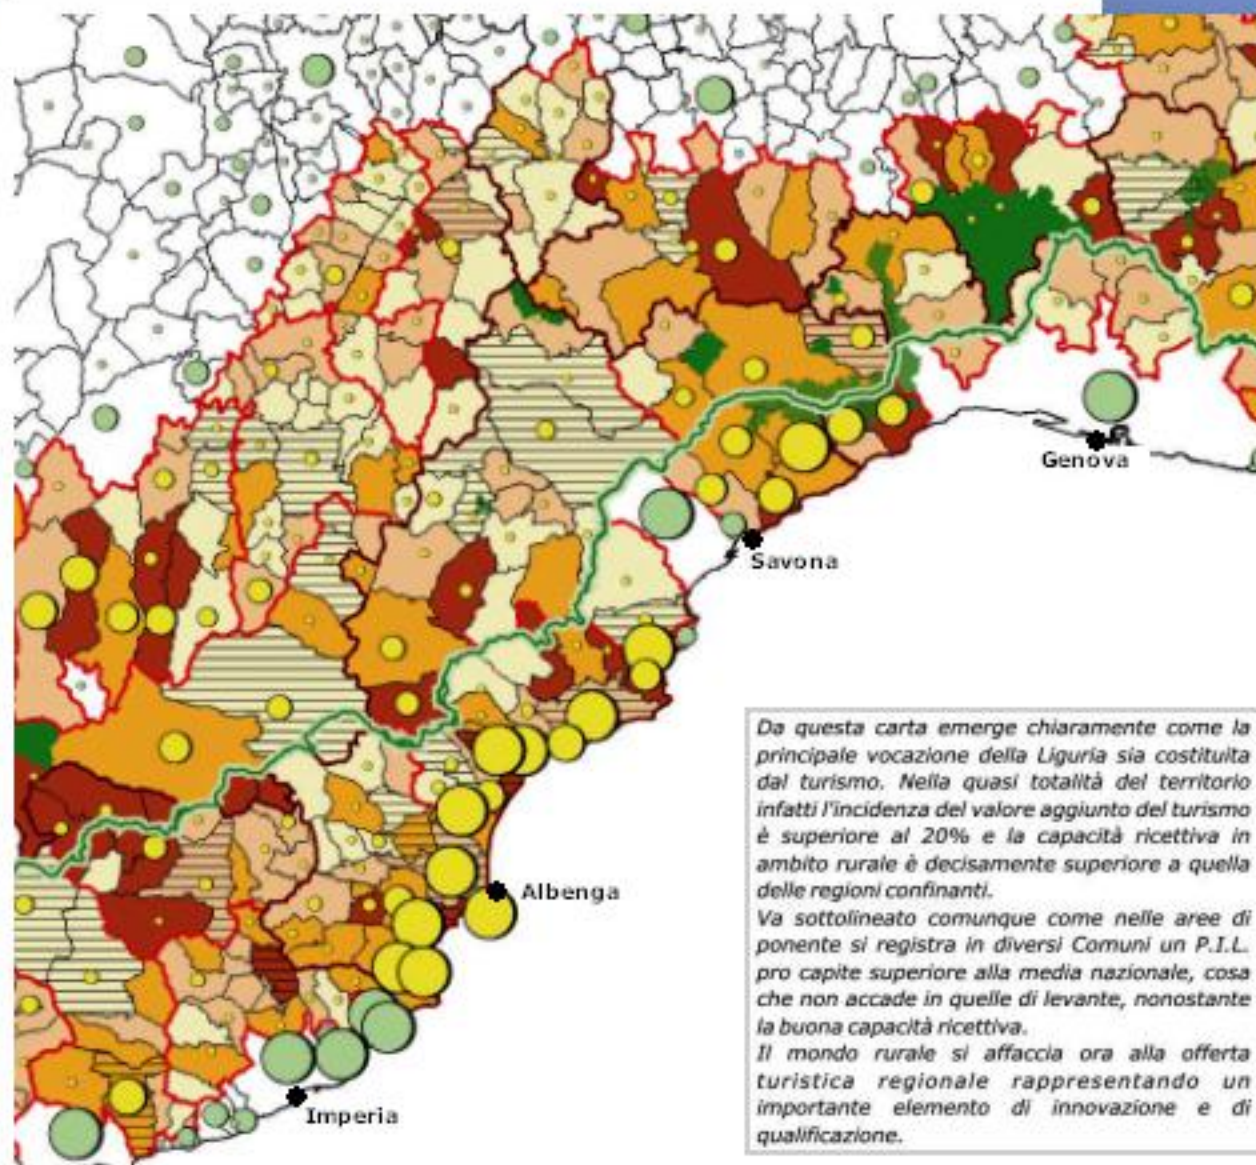 Genova
Savona
Da questa carta emerge chiaramente come la
principale vocazione della Liguria sia costituita
dal turismo. Nella quasi totalità del territorio
infatti l'incidenza del valore aggiunto del turismo
è superiore al 20% e la capacità ricettiva in
ambito rurale è decisamente superiore a quella
delle regioni confinanti.
Va sottolineato comunque come nelle aree di
ponente si registra in diversi Comuni un P.I.L.
pro capite superiore alla media nazionale, cosa
che non accade in quelle di levante, nonostante
la buona capacità ricettiva.
Il mondo rurale si affaccia ora alla offerta
turistica regionale rappresentando un
importante elemento di innovazione e di
qualificazione.
Albenga
Imperia